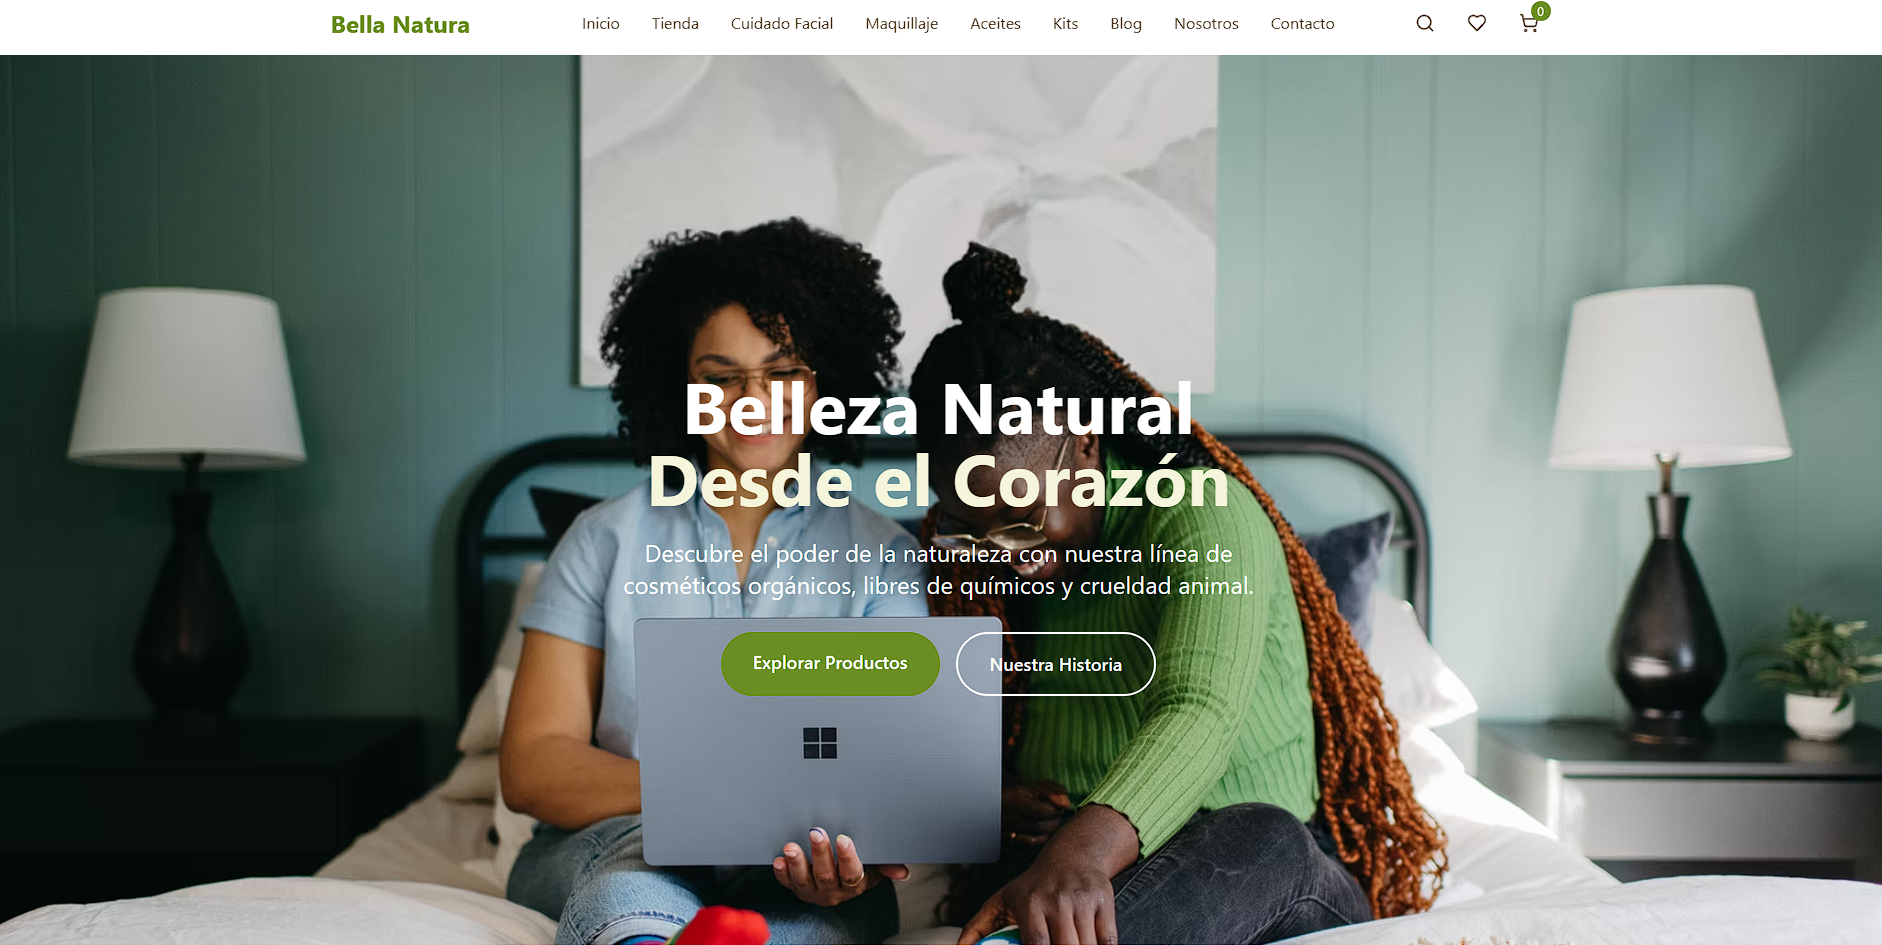 Bella Natura
Inicio Tienda Cuidado Facial Maquillaje Aceites Kits Blog Nosotros Contacto
0
Belleza Natural
Desde el Corazón
Descubre el poder de la naturaleza con nuestra línea de
cosméticos orgánicos, libres de químicos y crueldad animal.
Explorar Productos Nuestra Historia